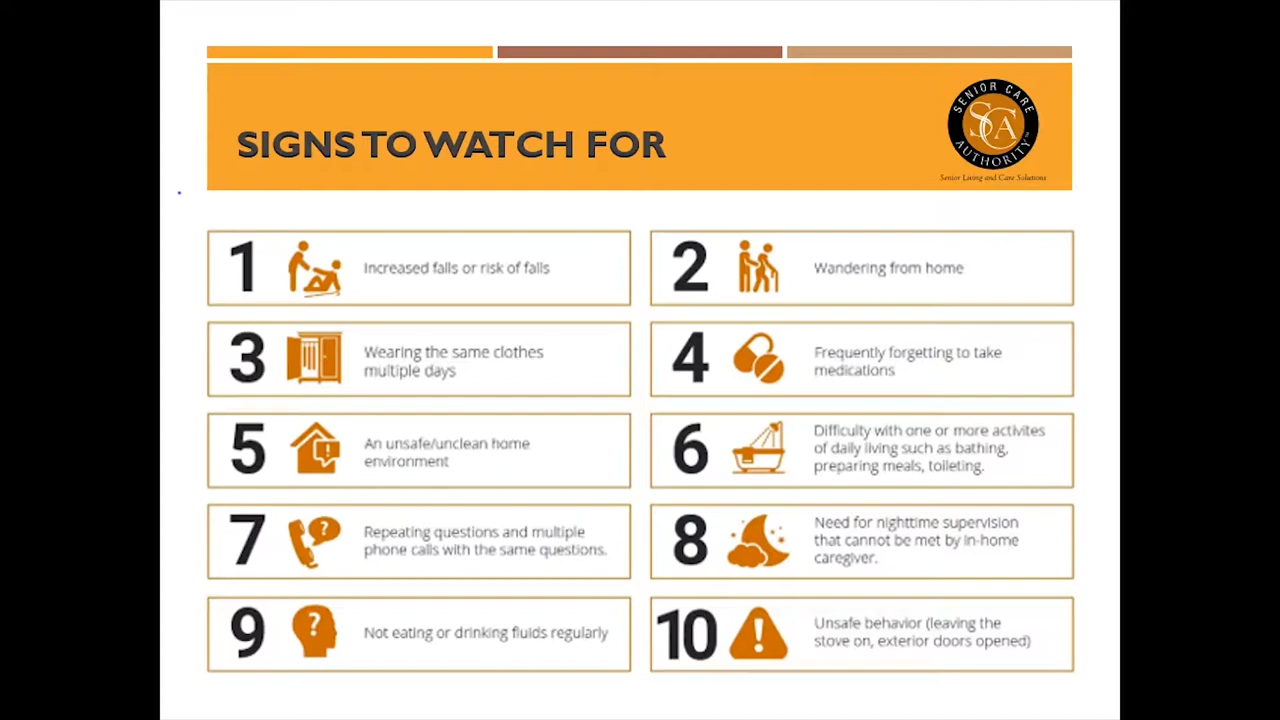 SIGNS TO WATCH FOR
SENIOR CARE
SCA
AUTHORITY
Senior Living and Care Solutions
1
Increased falls or risk of falls
2
Wandering from home
3
Wearing the same clothes
multiple days
4
Frequently forgetting to take
medications
5
An unsafe/unclean home
environment
6
Difficulty with one or more activites
of daily living such as bathing,
preparing meals, toileting.
7
Repeating questions and multiple
phone calls with the same questions.
8
Need for nighttime supervision
that cannot be met by in-home
caregiver.
9
Not eating or drinking fluids regularly
10
Unsafe behavior (leaving the
stove on, exterior doors opened)